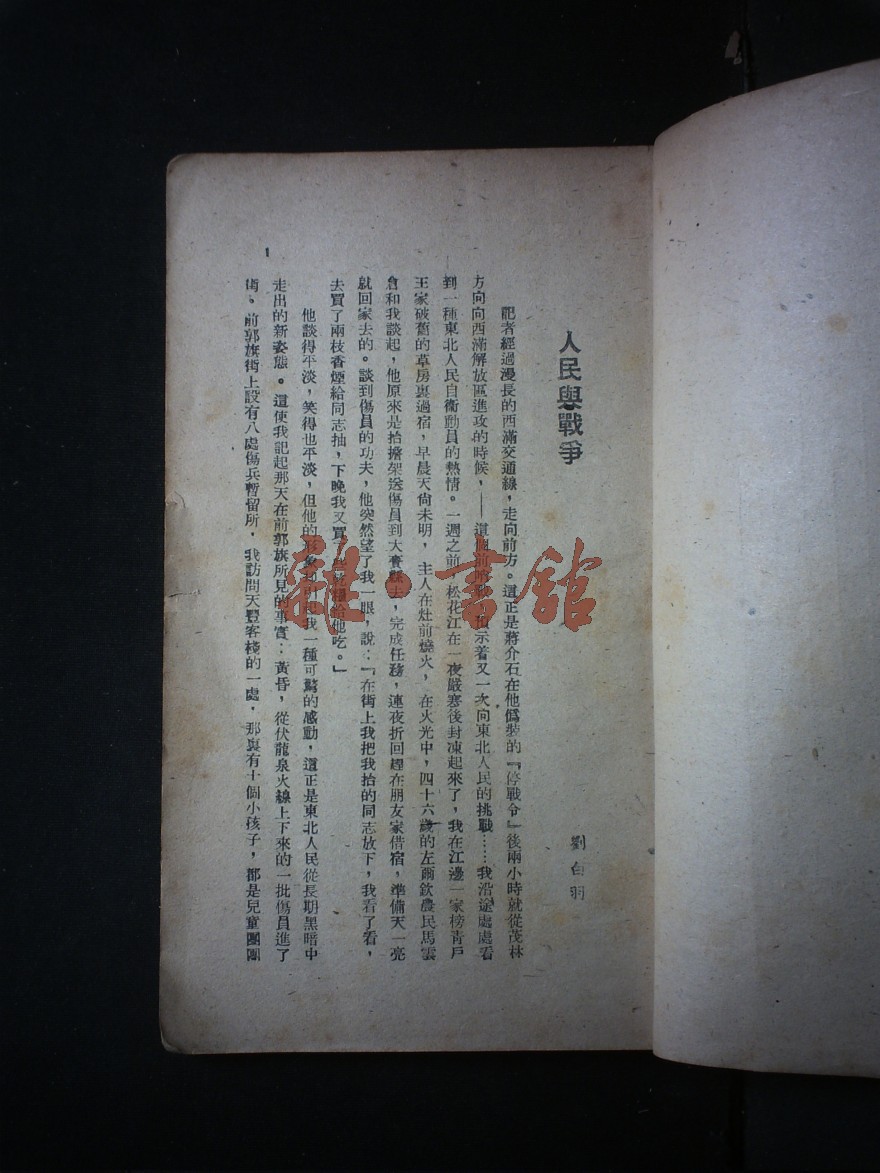 人民與戰爭
劉白羽
記者經過漫長的西滿交通線，走向前方。這正是蔣介石在他僞裝的『停戰令』後兩小時就從茂林
方向向西滿解放區進攻的時候，——這個前哨戰，示着又一次向東北人民的挑戰……我沿途處處看
到一種東北人民自衞動員的熱情。一週之前，松花江在一夜嚴寒後封凍起來了，我在江邊一家榜青戶
王家破舊的草房裏過宿，早晨天尙未明，主人在灶前燒火，在火光中，四十六歲的左爾欽農民馬雲
倉和我談起，他原來是抬擔架送傷員到大賚縣去，完成任務，連夜折回趕在朋友家借宿，準備天一亮
就回家去的。談到傷員的功夫，他突然望了我一眼，說：『在街上我把我抬的同志放下，我看了看，
去買了兩枝香煙給同志抽，下晚我又買了給他吃。』
他談得平淡，笑得也平淡，但他的形象我一種可驚的感動，這正是東北人民從長期黑暗中
走出的新姿態。這使我記起那天在前郭旗所見的事實：黃昏，從伏龍泉火線上下來的一批傷員進了
街。前郭旗街上設有八處傷兵暫留所，我訪問天豐客棧的一處，那裏有十個小孩子，都是兒童團團
1
雜·書館